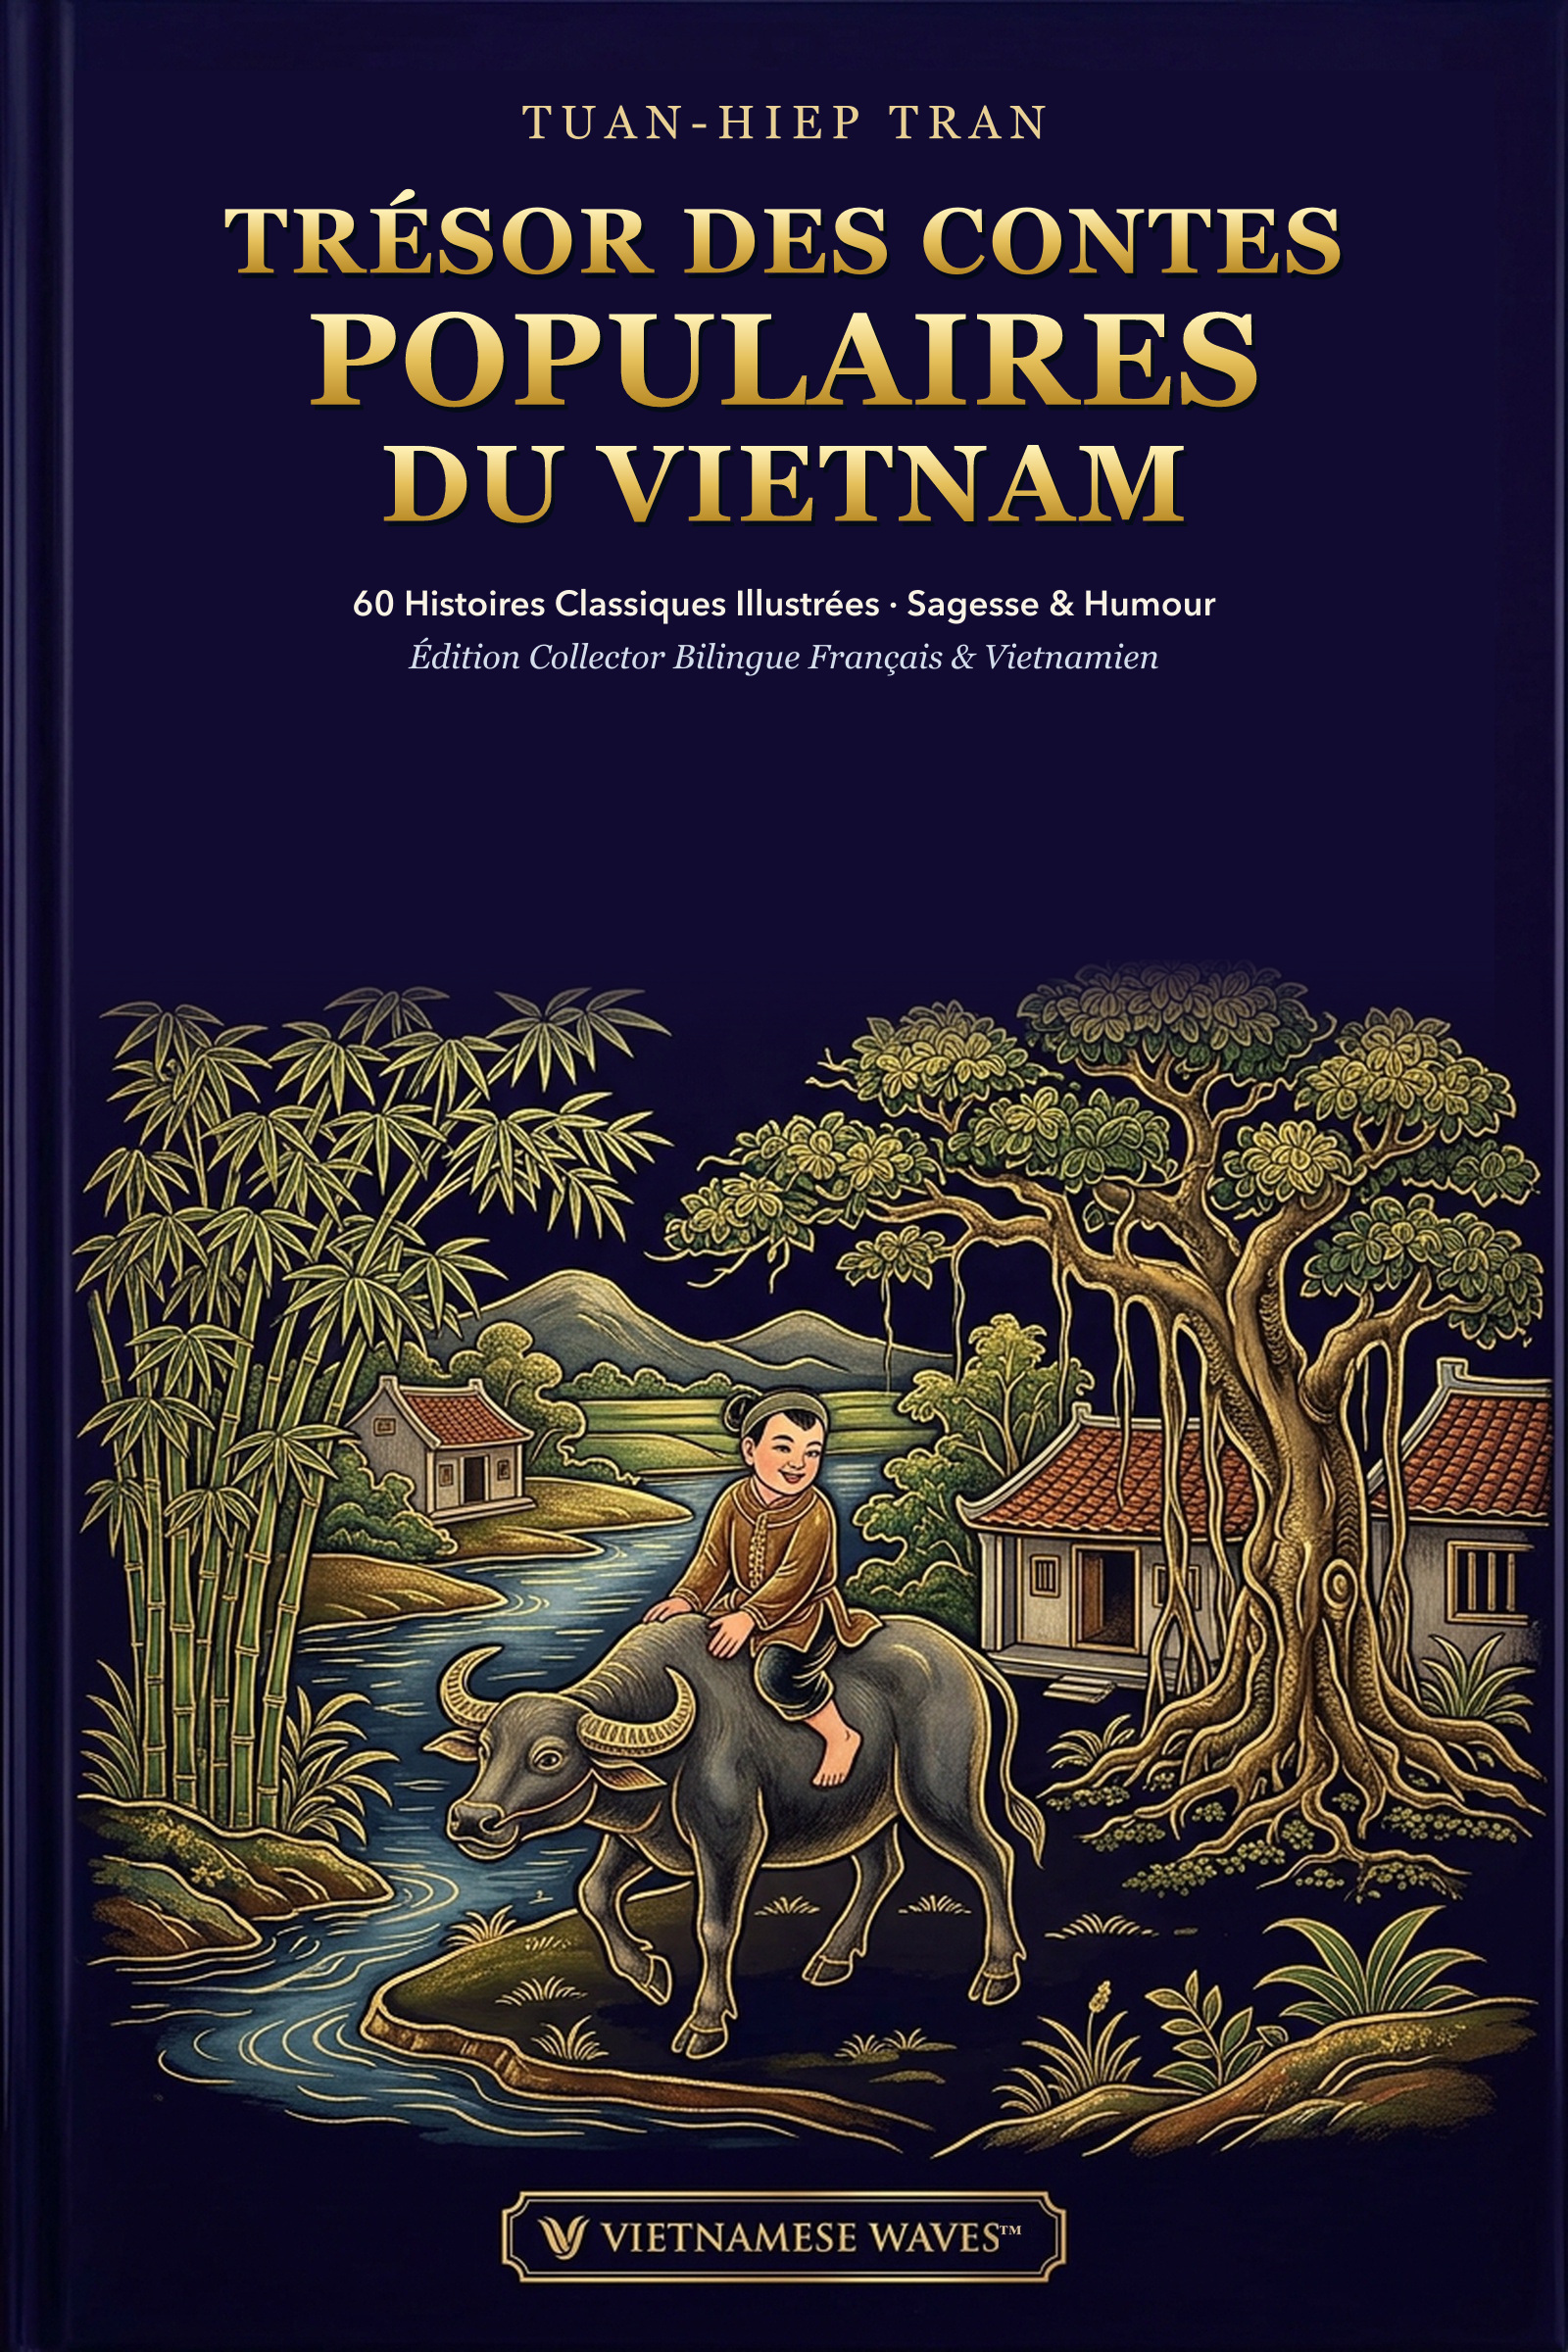 TUAN-HIEP TRAN
TRÉSOR DES CONTES
POPULAIRES
DU VIETNAM
60 Histoires Classiques Illustrées · Sagesse & Humour
Édition Collector Bilingue Français & Vietnamien
VIETNAMESE WAVES™